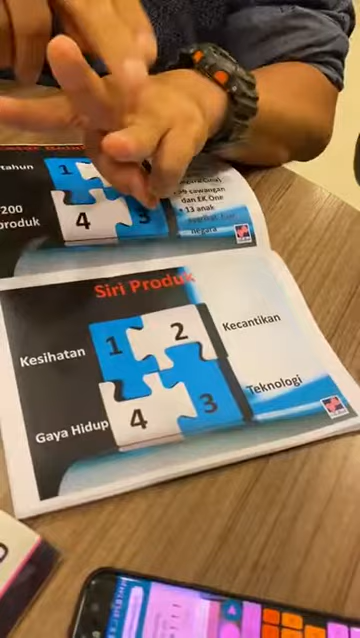 tahun
1
200
produk
4
3
cawangan
dan EK One
• 13 anak
negara
Siri Produk
Kesihatan
1
2
Kecantikan
Gaya Hidup
4
3
Teknologi